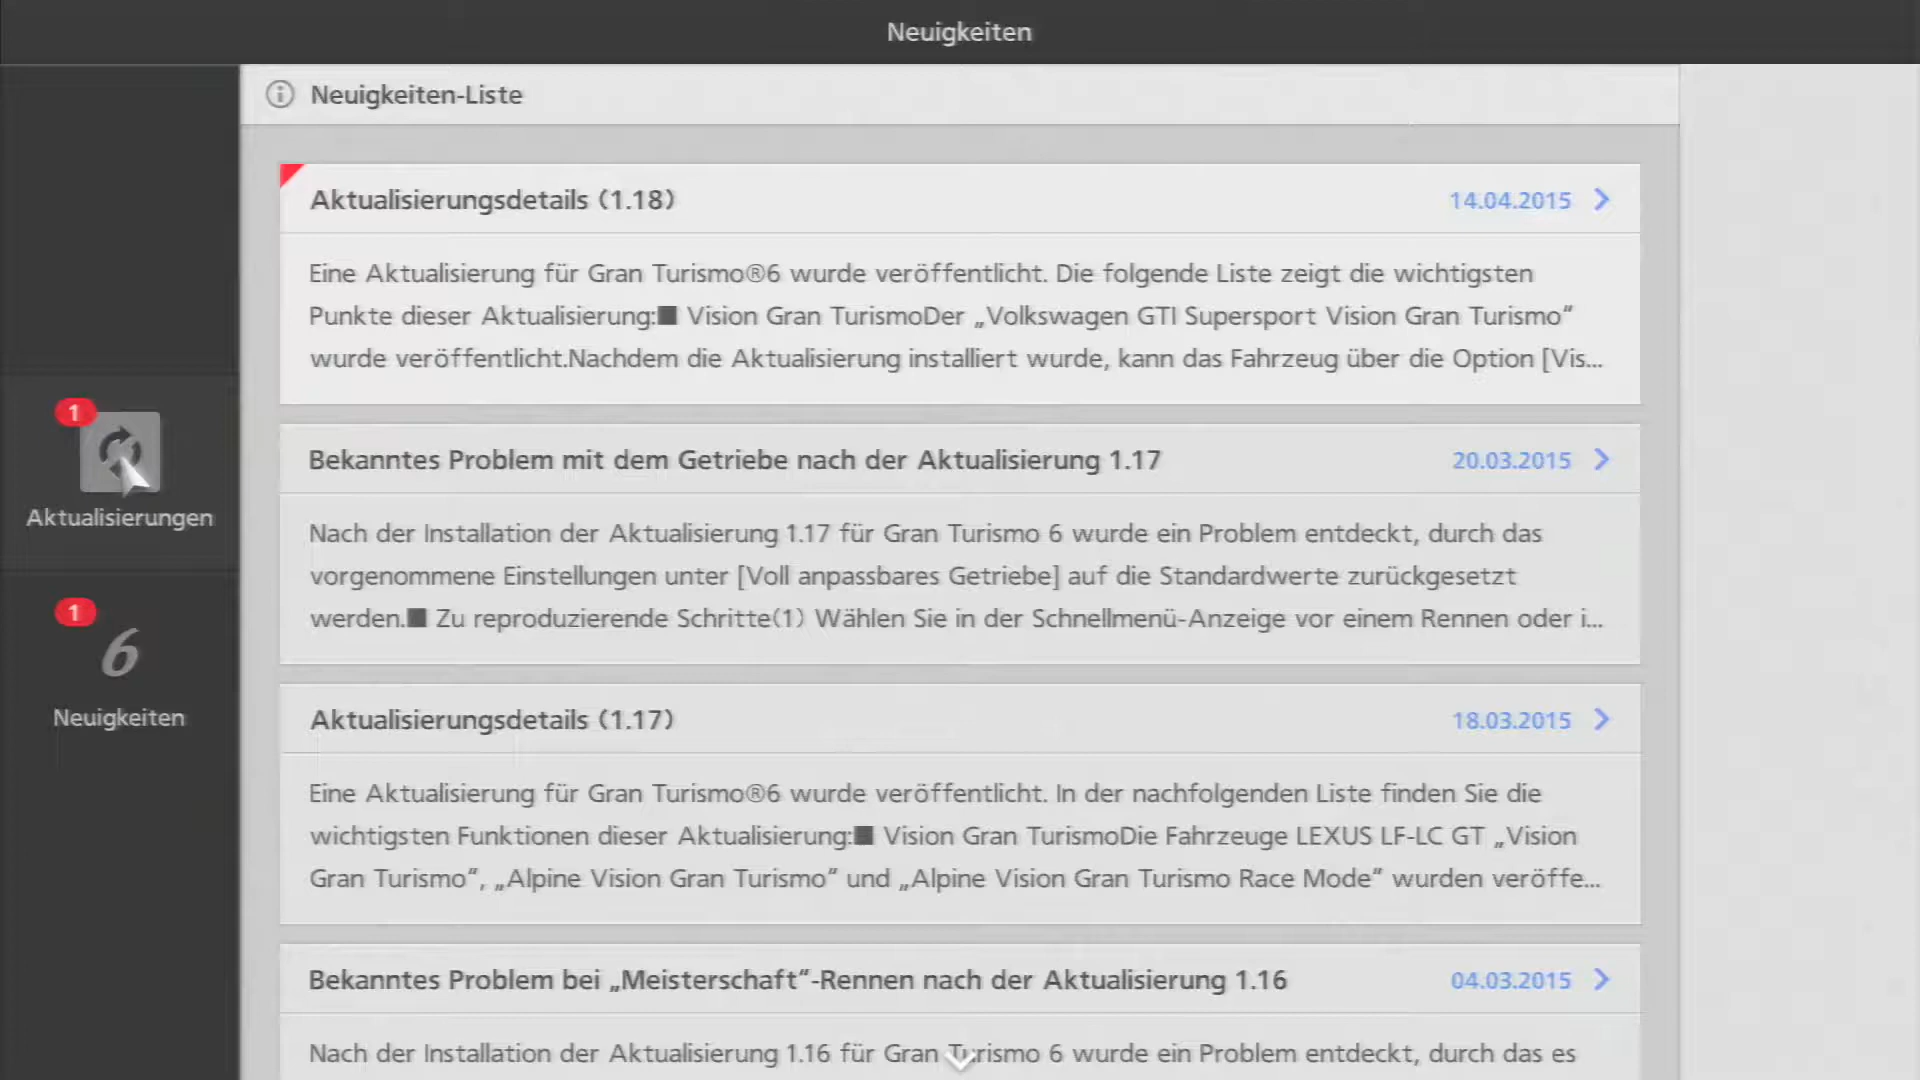 Neuigkeiten
Neuigkeiten-Liste
Aktualisierungsdetails (1.18) 14.04.2015
Eine Aktualisierung für Gran Turismo®6 wurde veröffentlicht. Die folgende Liste zeigt die wichtigsten
Punkte dieser Aktualisierung:■ Vision Gran TurismoDer „Volkswagen GTI Supersport Vision Gran Turismo“
wurde veröffentlicht.Nachdem die Aktualisierung installiert wurde, kann das Fahrzeug über die Option [Vis...
1
Aktualisierungen
Bekanntes Problem mit dem Getriebe nach der Aktualisierung 1.17 20.03.2015
Nach der Installation der Aktualisierung 1.17 für Gran Turismo 6 wurde ein Problem entdeckt, durch das
vorgenommene Einstellungen unter [Voll anpassbares Getriebe] auf die Standardwerte zurückgesetzt
werden.■ Zu reproduzierende Schritte(1) Wählen Sie in der Schnellmenü-Anzeige vor einem Rennen oder i...
1
6
Neuigkeiten
Aktualisierungsdetails (1.17) 18.03.2015
Eine Aktualisierung für Gran Turismo®6 wurde veröffentlicht. In der nachfolgenden Liste finden Sie die
wichtigsten Funktionen dieser Aktualisierung:■ Vision Gran TurismoDie Fahrzeuge LEXUS LF-LC GT „Vision
Gran Turismo“, „Alpine Vision Gran Turismo“ und „Alpine Vision Gran Turismo Race Mode“ wurden veröffe...
Bekanntes Problem bei „Meisterschaft“-Rennen nach der Aktualisierung 1.16 04.03.2015
Nach der Installation der Aktualisierung 1.16 für Gran Turismo 6 wurde ein Problem entdeckt, durch das es